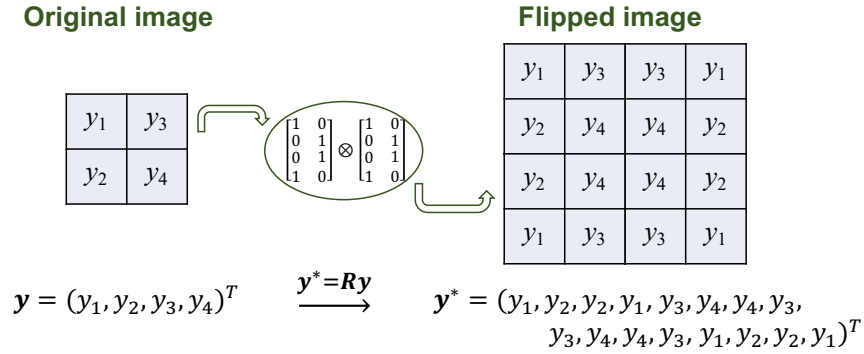 Original image
Flipped image
y₁ y₃ y₃ y₁
y₁ y₃
y₂ y₄ y₄ y₂
[1 0; 0 1; 0 1; 1 0] ⊗ [1 0; 0 1; 0 1; 1 0]
y₂ y₄
y₂ y₄ y₄ y₂
y₁ y₃ y₃ y₁
y = (y₁, y₂, y₃, y₄)ᵀ
y*=Ry
y* = (y₁, y₂, y₂, y₁, y₃, y₄, y₄, y₃,
y₃, y₄, y₄, y₃, y₁, y₂, y₂, y₁)ᵀ